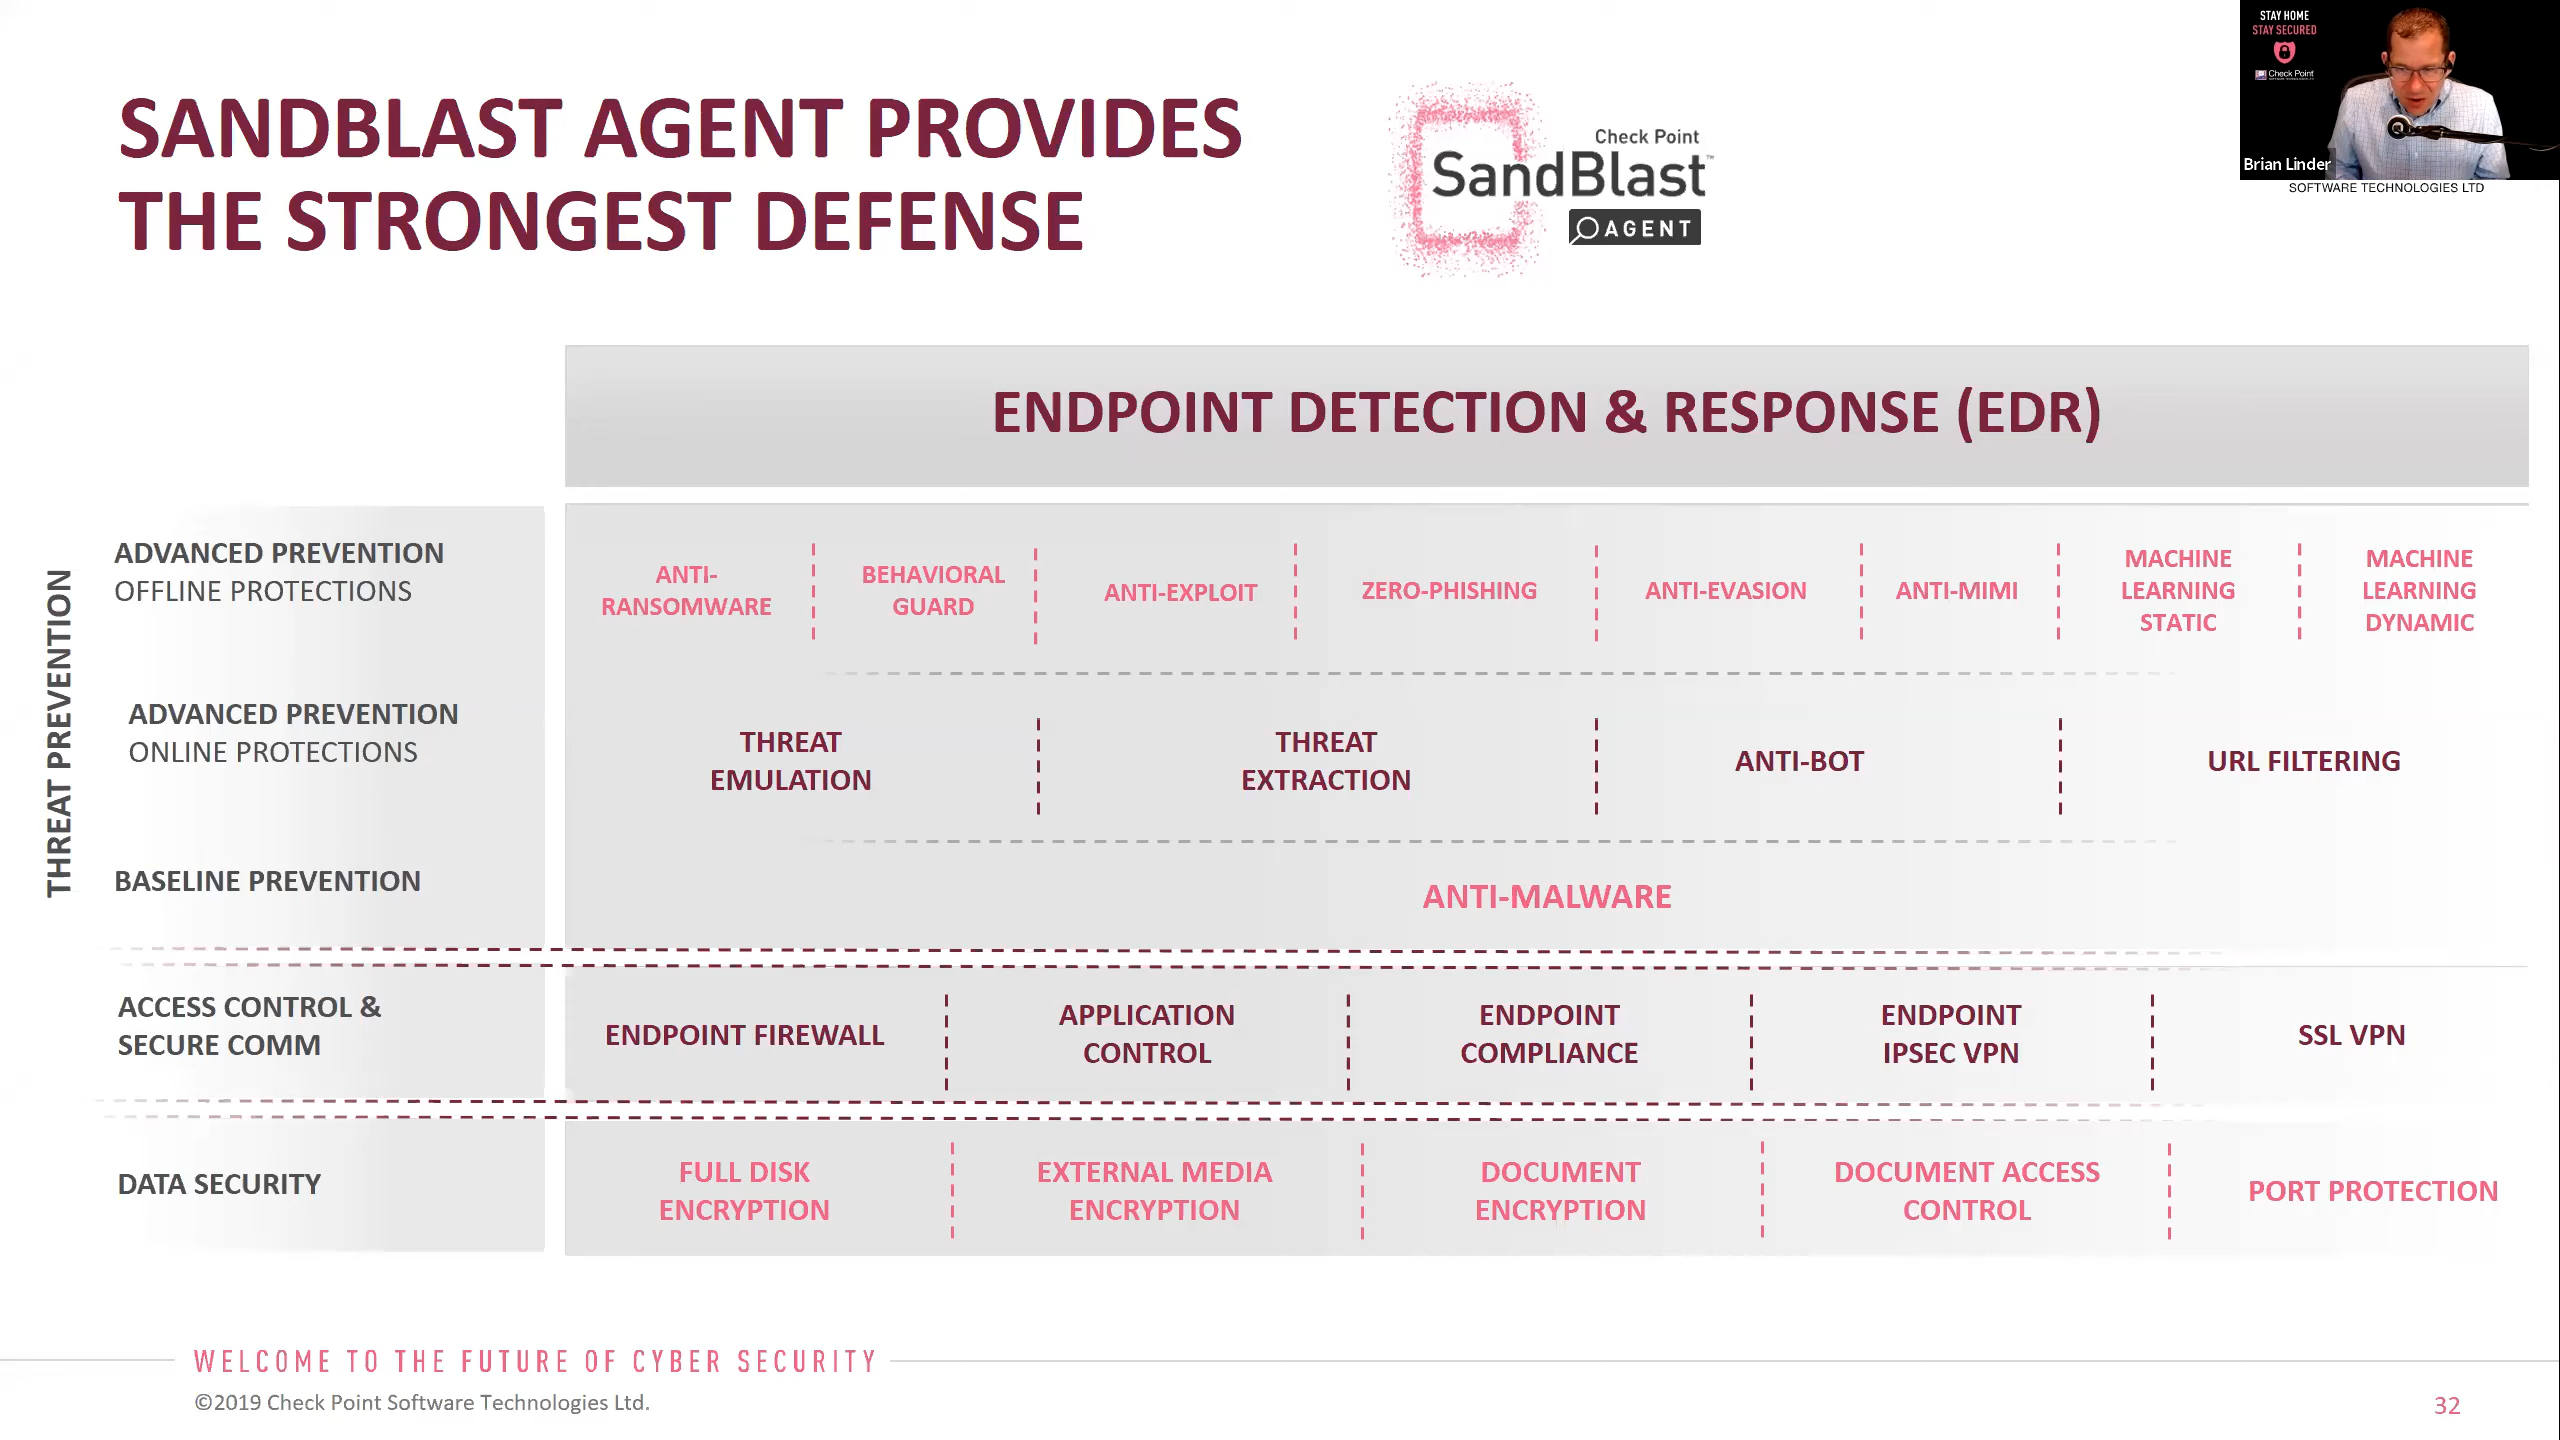 STAY HOME
STAY SECURED
Check Point
Brian Linder
SOFTWARE TECHNOLOGIES LTD
SANDBLAST AGENT PROVIDES
THE STRONGEST DEFENSE
Check Point
SandBlast™
AGENT
ENDPOINT DETECTION & RESPONSE (EDR)
THREAT PREVENTION
ADVANCED PREVENTION
OFFLINE PROTECTIONS
ANTI-
RANSOMWARE
BEHAVIORAL
GUARD
ANTI-EXPLOIT
ZERO-PHISHING
ANTI-EVASION
ANTI-MIMI
MACHINE
LEARNING
STATIC
MACHINE
LEARNING
DYNAMIC
ADVANCED PREVENTION
ONLINE PROTECTIONS
THREAT
EMULATION
THREAT
EXTRACTION
ANTI-BOT
URL FILTERING
BASELINE PREVENTION
ANTI-MALWARE
ACCESS CONTROL &
SECURE COMM
ENDPOINT FIREWALL
APPLICATION
CONTROL
ENDPOINT
COMPLIANCE
ENDPOINT
IPSEC VPN
SSL VPN
DATA SECURITY
FULL DISK
ENCRYPTION
EXTERNAL MEDIA
ENCRYPTION
DOCUMENT
ENCRYPTION
DOCUMENT ACCESS
CONTROL
PORT PROTECTION
WELCOME TO THE FUTURE OF CYBER SECURITY
©2019 Check Point Software Technologies Ltd.
32